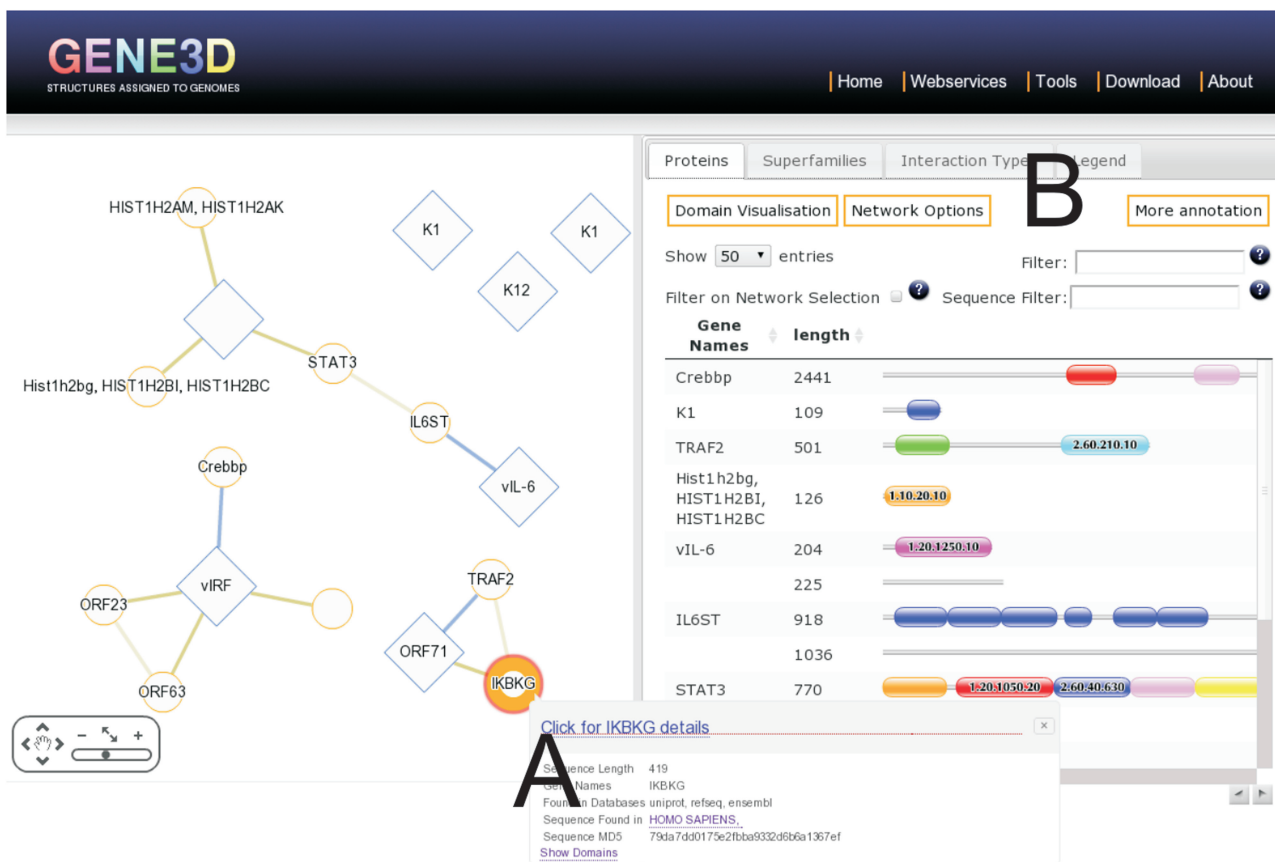 GENE3D
STRUCTURES ASSIGNED TO GENOMES
Home Webservices Tools Download About
HIST1H2AM, HIST1H2AK
K1
K1
K12
STAT3
Hist1h2bg, HIST1H2BI, HIST1H2BC
IL6ST
Crebbp
vIL-6
vIRF
TRAF2
ORF23
ORF71
ORF63
IKBKG
Proteins Superfamilies Interaction Type Legend
B
Domain Visualisation Network Options More annotation
Show 50 entries
Filter: ?
Filter on Network Selection ? Sequence Filter: ?
Gene Names length
Crebbp 2441
K1 109
TRAF2 501 2.60.210.10
Hist1h2bg,
HIST1H2BI, 126 1.10.20.10
HIST1H2BC
vIL-6 204 1.20.1250.10
225
IL6ST 918
1036
STAT3 770 1.20.1050.20 2.60.40.630
Click for IKBKG details
A
Sequence Length 419
Gene Names IKBKG
Found in Databases uniprot, refseq, ensembl
Sequence Found in HOMO SAPIENS,
Sequence MD5 79da7dd0175e2fbba9332d6b6a1367ef
Show Domains